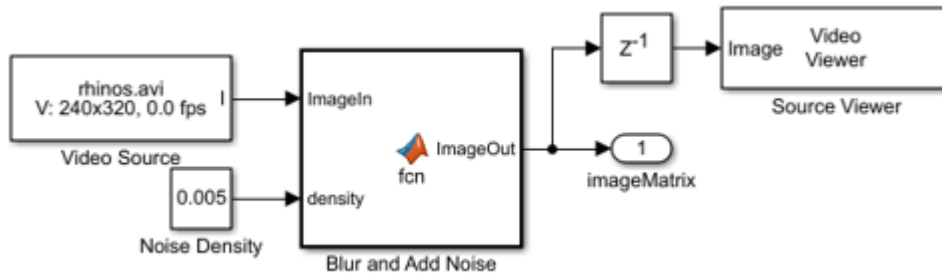 rhinos.avi
V: 240x320, 0.0 fps
I
Video Source
0.005
Noise Density
ImageIn
density
fcn
ImageOut
Blur and Add Noise
Z⁻¹
Image
Video
Viewer
Source Viewer
1
imageMatrix